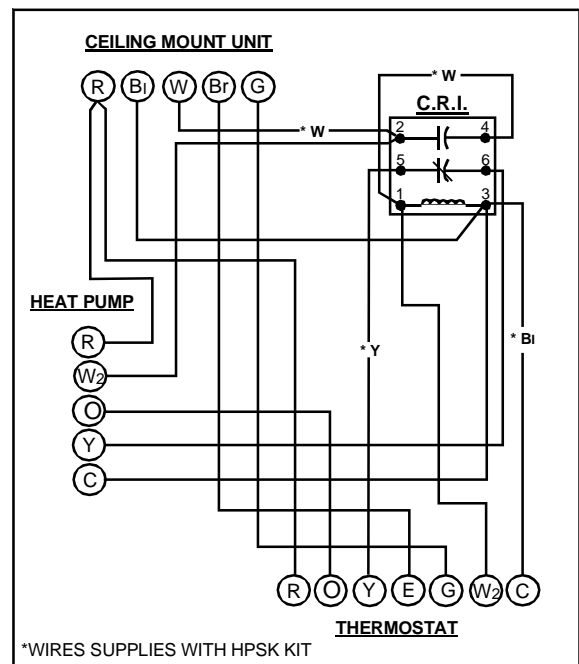 CEILING MOUNT UNIT
R Bl W Br G
* W
C.R.I.
* W
2 4
5 6
1 3
HEAT PUMP
R
W2
O
Y
C
* Y
* Bl
R O Y E G W2 C
THERMOSTAT
*WIRES SUPPLIES WITH HPSK KIT